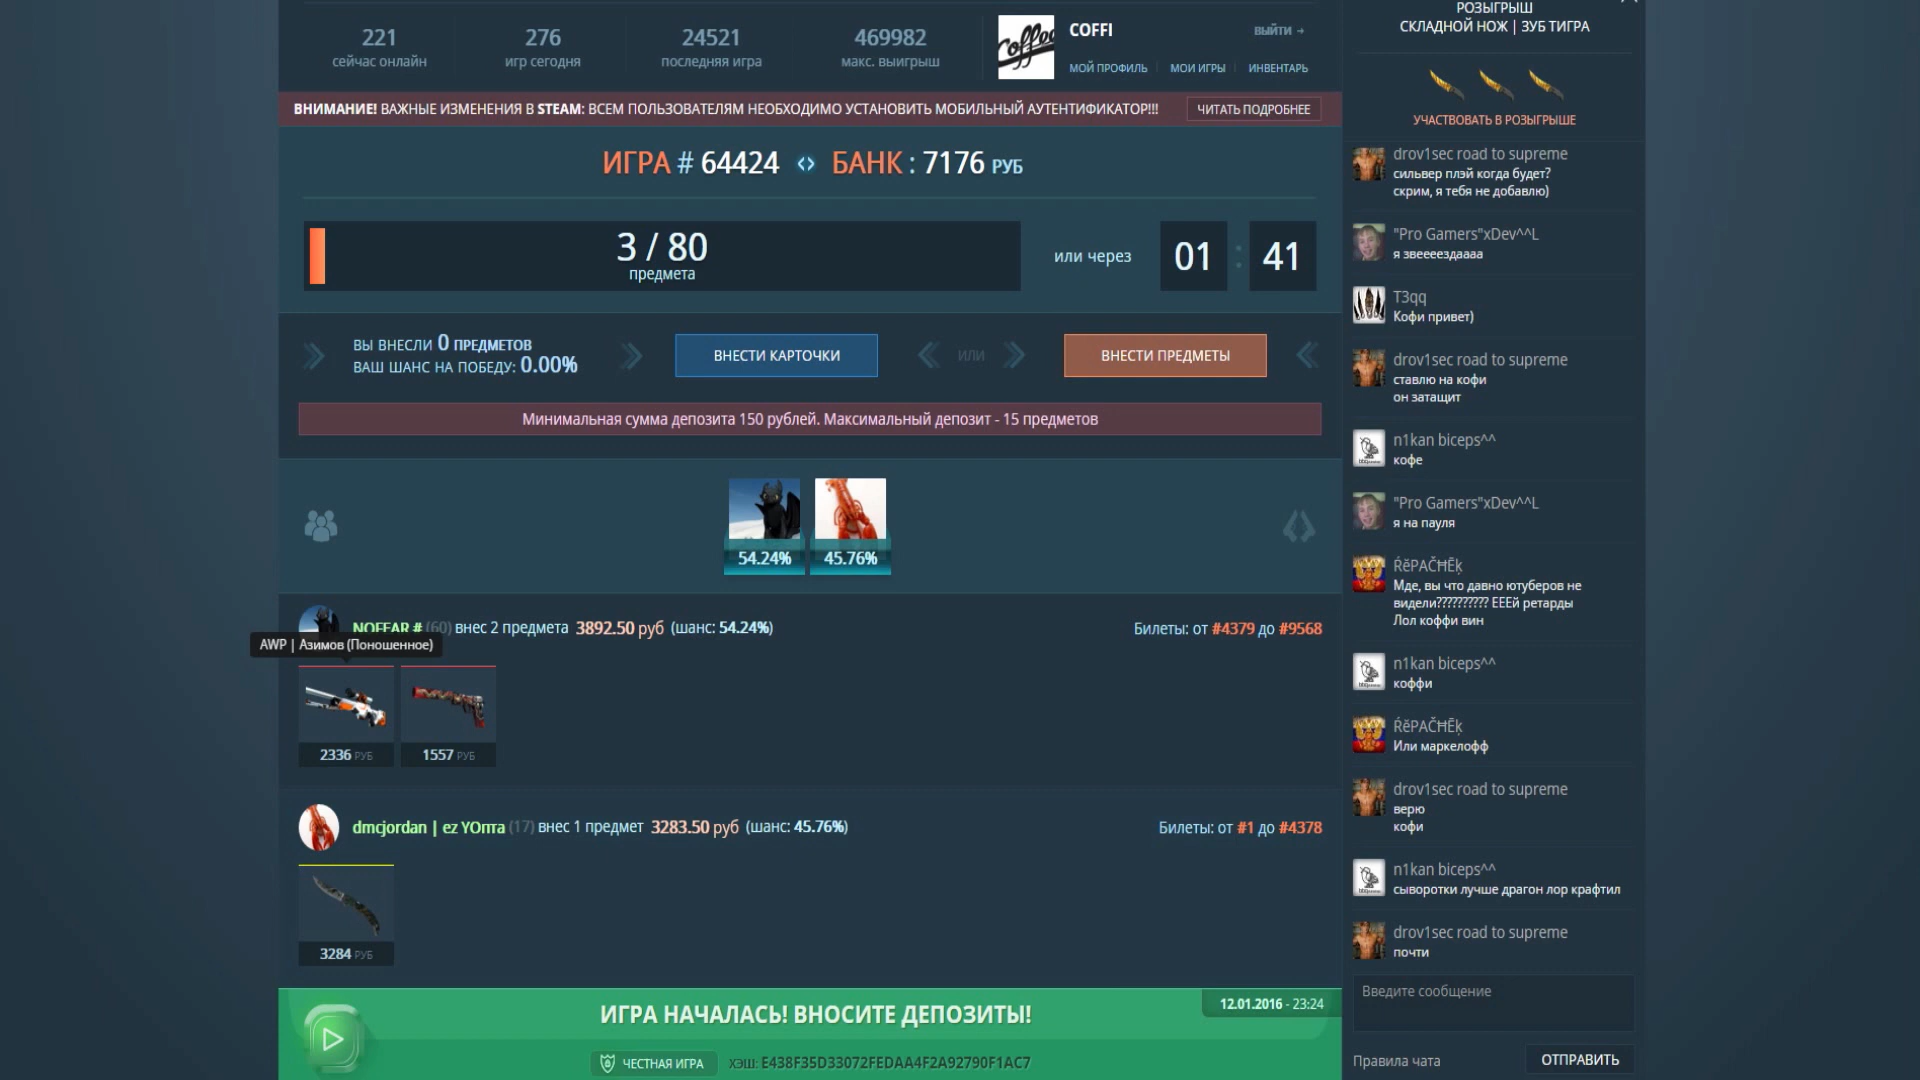 221
сейчас онлайн
276
игр сегодня
24521
последняя игра
469982
макс. выигрыш
COFFI
ВЫЙТИ →
МОЙ ПРОФИЛЬ
МОИ ИГРЫ
ИНВЕНТАРЬ
ВНИМАНИЕ! ВАЖНЫЕ ИЗМЕНЕНИЯ В STEAM: ВСЕМ ПОЛЬЗОВАТЕЛЯМ НЕОБХОДИМО УСТАНОВИТЬ МОБИЛЬНЫЙ АУТЕНТИФИКАТОР!!!
ЧИТАТЬ ПОДРОБНЕЕ
ИГРА # 64424 <> БАНК : 7176 РУБ
3 / 80
предмета
или через
01 : 41
ВЫ ВНЕСЛИ 0 ПРЕДМЕТОВ
ВАШ ШАНС НА ПОБЕДУ: 0.00%
ВНЕСТИ КАРТОЧКИ
ИЛИ
ВНЕСТИ ПРЕДМЕТЫ
Минимальная сумма депозита 150 рублей. Максимальный депозит - 15 предметов
54.24%
45.76%
NOFEAR # (60) внес 2 предмета 3892.50 руб (шанс: 54.24%)
Билеты: от #4379 до #9568
AWP | Азимов (Поношенное)
2336 РУБ
1557 РУБ
dmcjordan | ez YOпта (17) внес 1 предмет 3283.50 руб (шанс: 45.76%)
Билеты: от #1 до #4378
3284 РУБ
ИГРА НАЧАЛАСЬ! ВНОСИТЕ ДЕПОЗИТЫ!
12.01.2016 - 23:24
ЧЕСТНАЯ ИГРА
ХЭШ: E438F35D33072FEDAA4F2A92790F1AC7
РОЗЫГРЫШ
СКЛАДНОЙ НОЖ | ЗУБ ТИГРА
УЧАСТВОВАТЬ В РОЗЫГРЫШЕ
drov1sec road to supreme
сильвер плэй когда будет?
скрим, я тебя не добавлю)
"Pro Gamers"xDev^^L
я звеееездаааа
T3qq
Кофи привет)
drov1sec road to supreme
ставлю на кофи
он затащит
n1kan biceps^^
кофе
"Pro Gamers"xDev^^L
я на пауля
ŔĕPAČĦĒķ
Мде, вы что давно ютуберов не
видели?????????? ЕЕЕй ретарды
Лол коффи вин
n1kan biceps^^
коффи
ŔĕPAČĦĒķ
Или маркелофф
drov1sec road to supreme
верю
кофи
n1kan biceps^^
сыворотки лучше драгон лор крафтил
drov1sec road to supreme
почти
Введите сообщение
Правила чата
ОТПРАВИТЬ